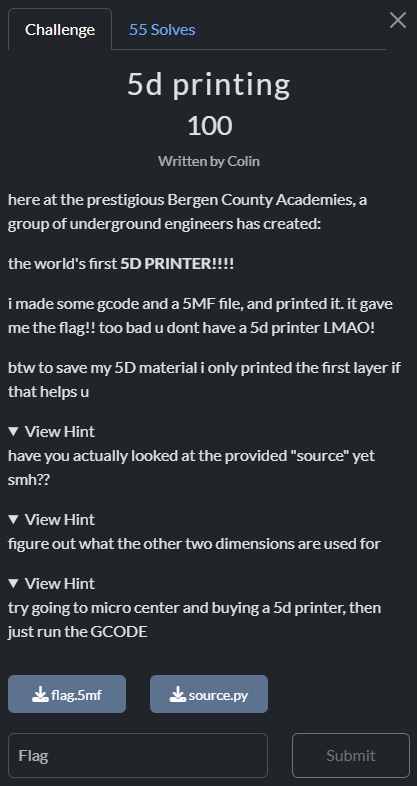 Challenge
55 Solves
5d printing
100
Written by Colin
here at the prestigious Bergen County Academies, a
group of underground engineers has created:
the world's first 5D PRINTER!!!!
i made some gcode and a 5MF file, and printed it. it gave
me the flag!! too bad u dont have a 5d printer LMAO!
btw to save my 5D material i only printed the first layer if
that helps u
▼ View Hint
have you actually looked at the provided "source" yet
smh??
▼ View Hint
figure out what the other two dimensions are used for
▼ View Hint
try going to micro center and buying a 5d printer, then
just run the GCODE
flag.5mf
source.py
Flag
Submit